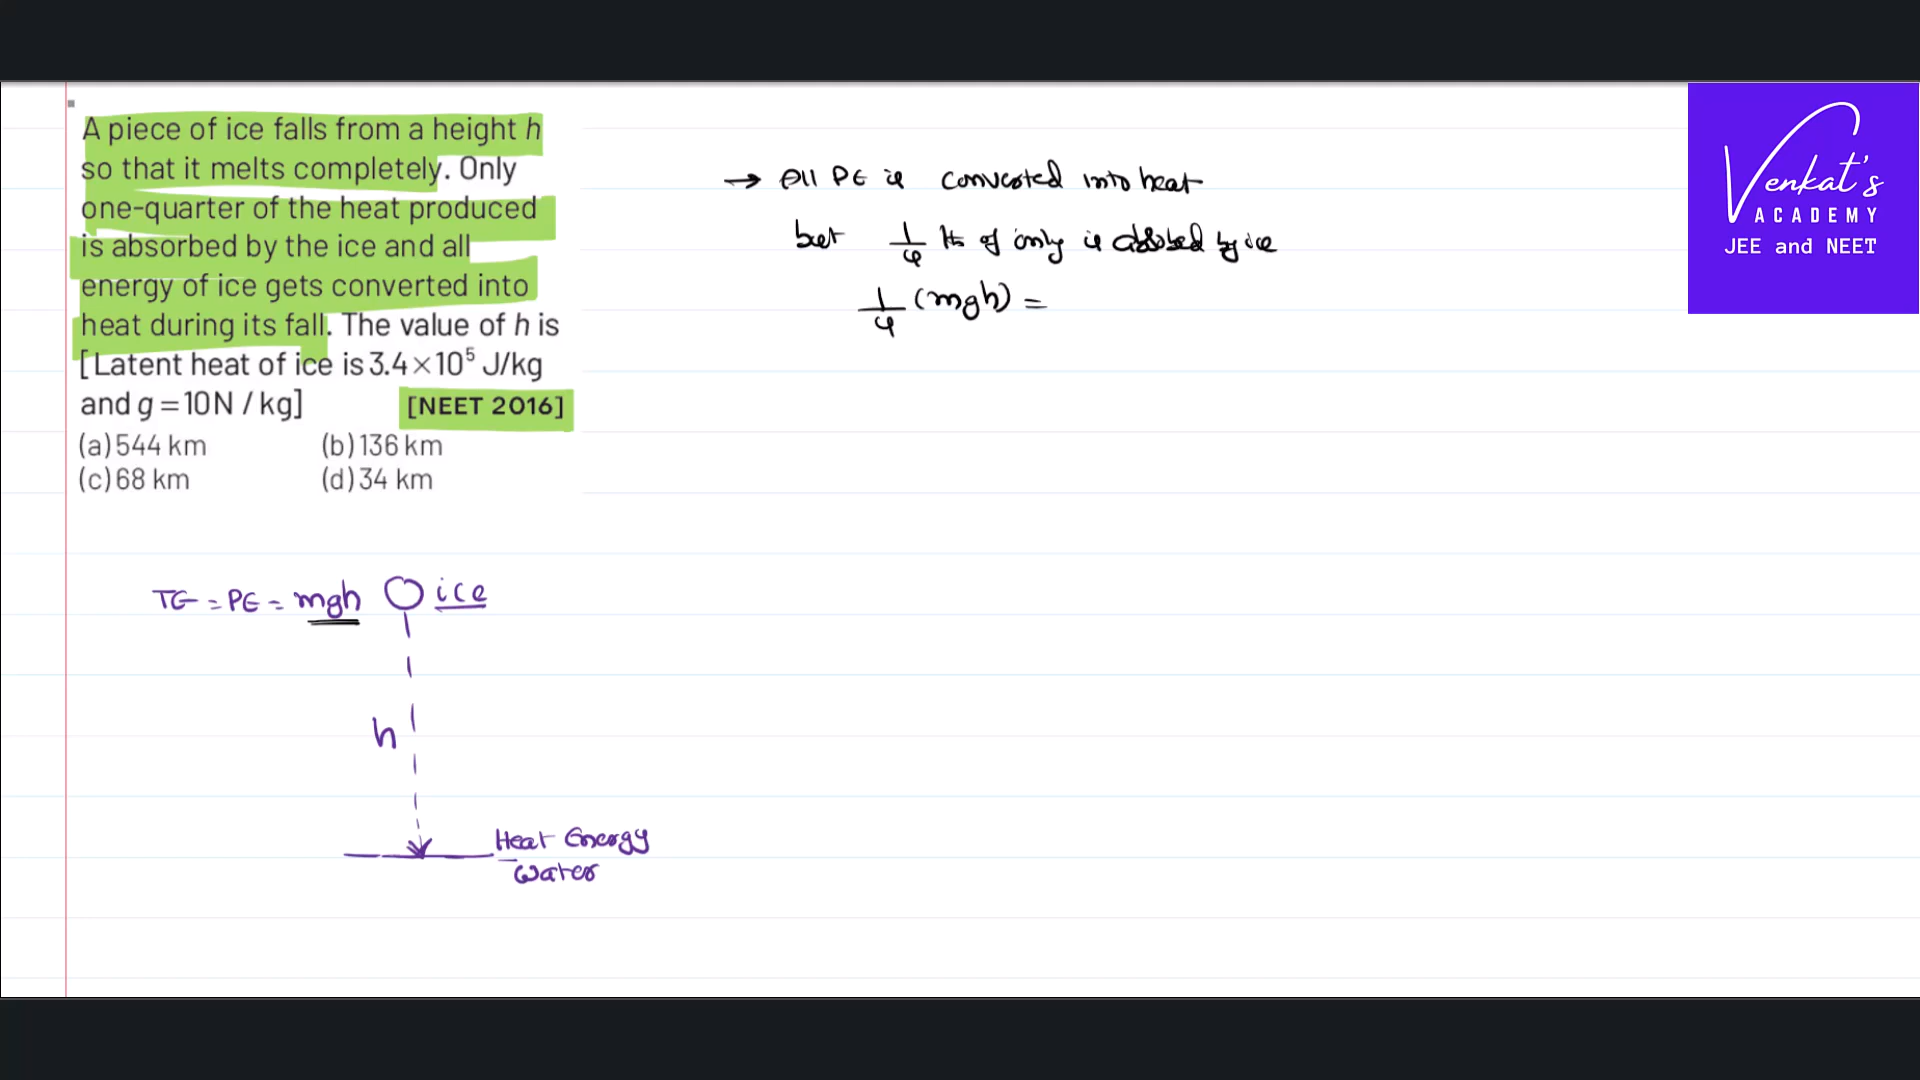 A piece of ice falls from a height h
so that it melts completely. Only
one-quarter of the heat produced
is absorbed by the ice and all
energy of ice gets converted into
heat during its fall. The value of h is
[Latent heat of ice is 3.4×10⁵ J/kg
and g = 10N / kg] [NEET 2016]
(a) 544 km (b) 136 km
(c) 68 km (d) 34 km
→ All PE is converted into heat
but 1/4 th of only is absorbed by ice
1/4 (mgh) =
TE = PE = mgh ice
h
Heat Energy
Water
Venkat's
ACADEMY
JEE and NEET